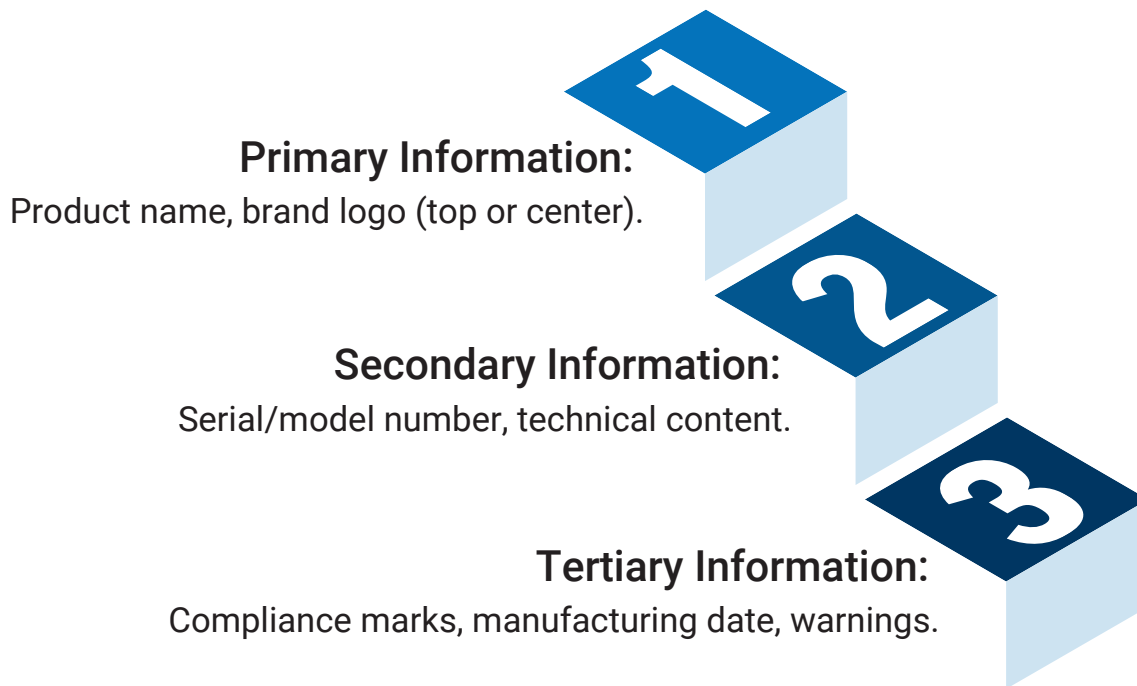 1
Primary Information:
Product name, brand logo (top or center).
2
Secondary Information:
Serial/model number, technical content.
3
Tertiary Information:
Compliance marks, manufacturing date, warnings.